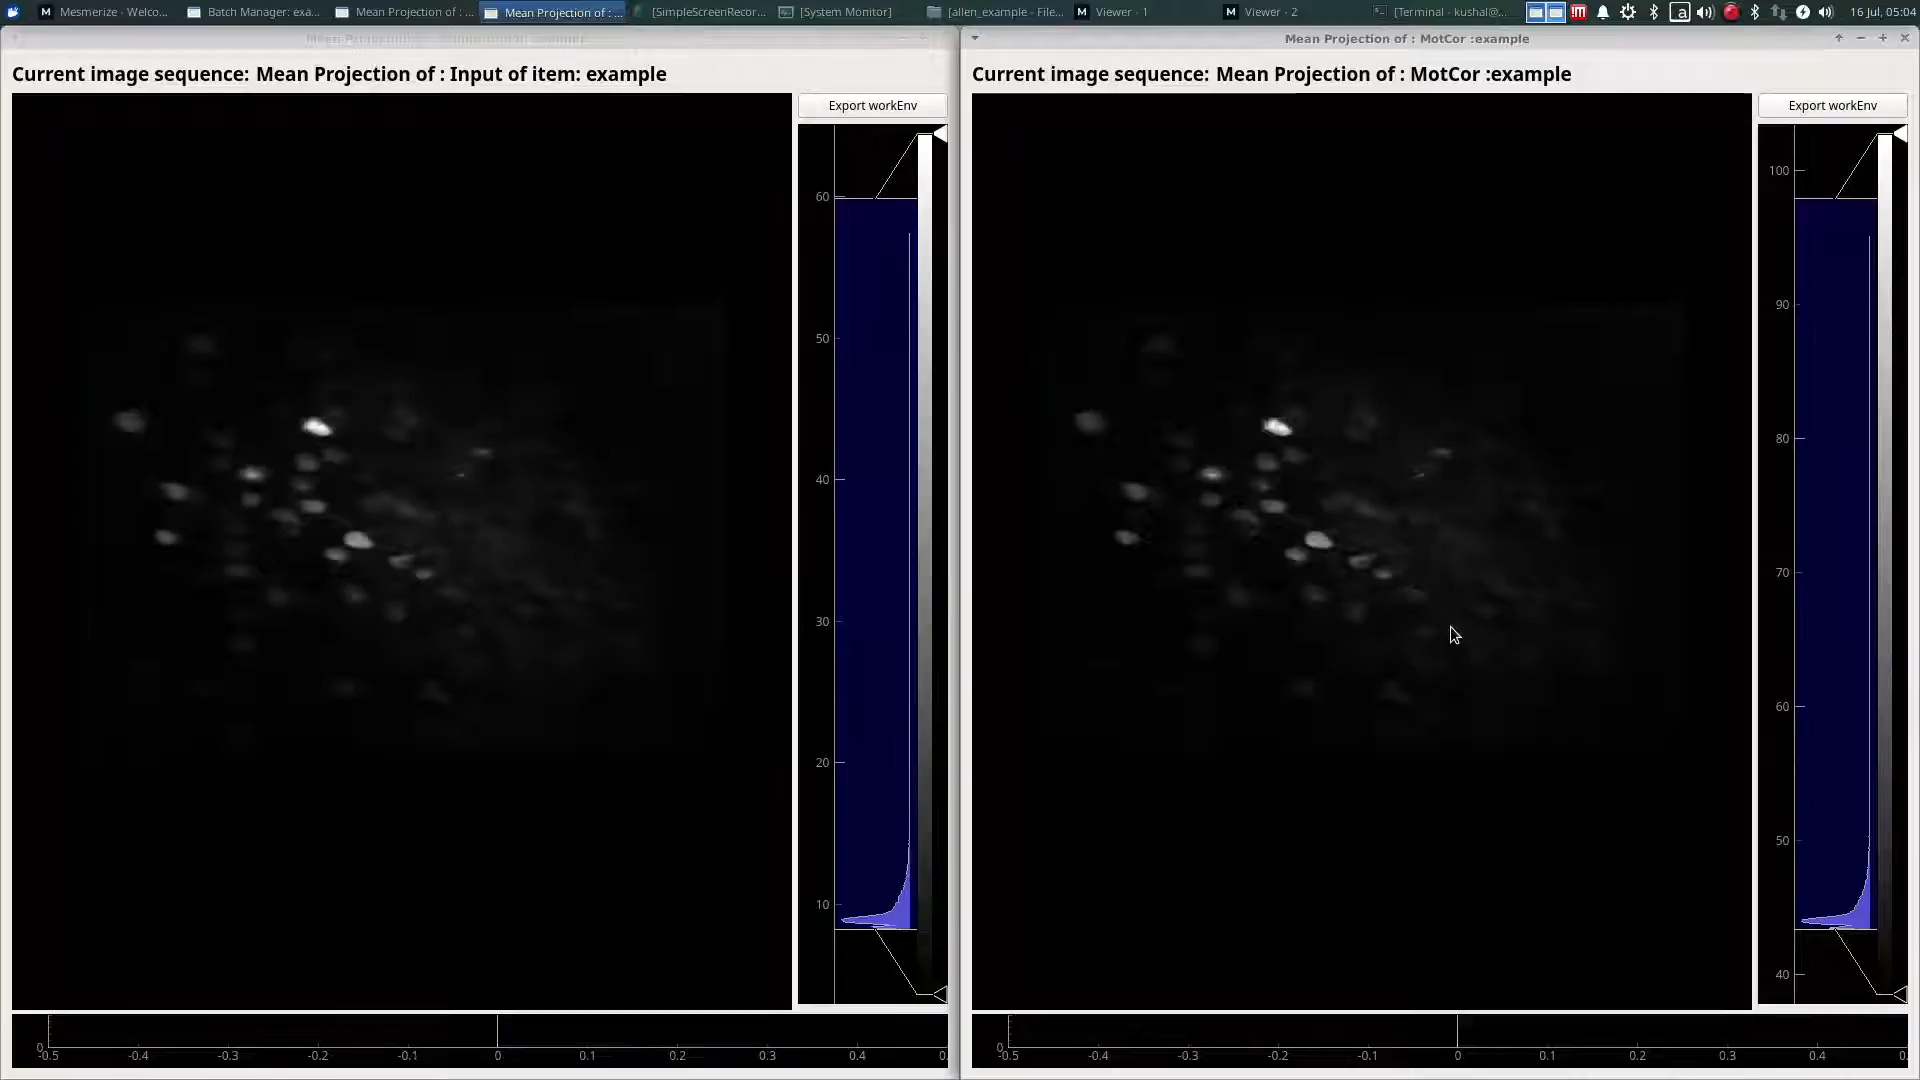 Mesmerize - Welco...
Batch Manager: exa...
Mean Projection of : ...
Mean Projection of : ...
[SimpleScreenRecor...
[System Monitor]
[allen_example - File...
Viewer - 1
Viewer - 2
[Terminal - kushal@...
16 Jul, 05:04
Mean Projection of : MotCor :example
Current image sequence: Mean Projection of : Input of item: example
Export workEnv
60
50
40
30
20
10
0
-0.5 -0.4 -0.3 -0.2 -0.1 0 0.1 0.2 0.3 0.4 0.
Current image sequence: Mean Projection of : MotCor :example
Export workEnv
100
90
80
70
60
50
40
0
-0.5 -0.4 -0.3 -0.2 -0.1 0 0.1 0.2 0.3 0.4 0.